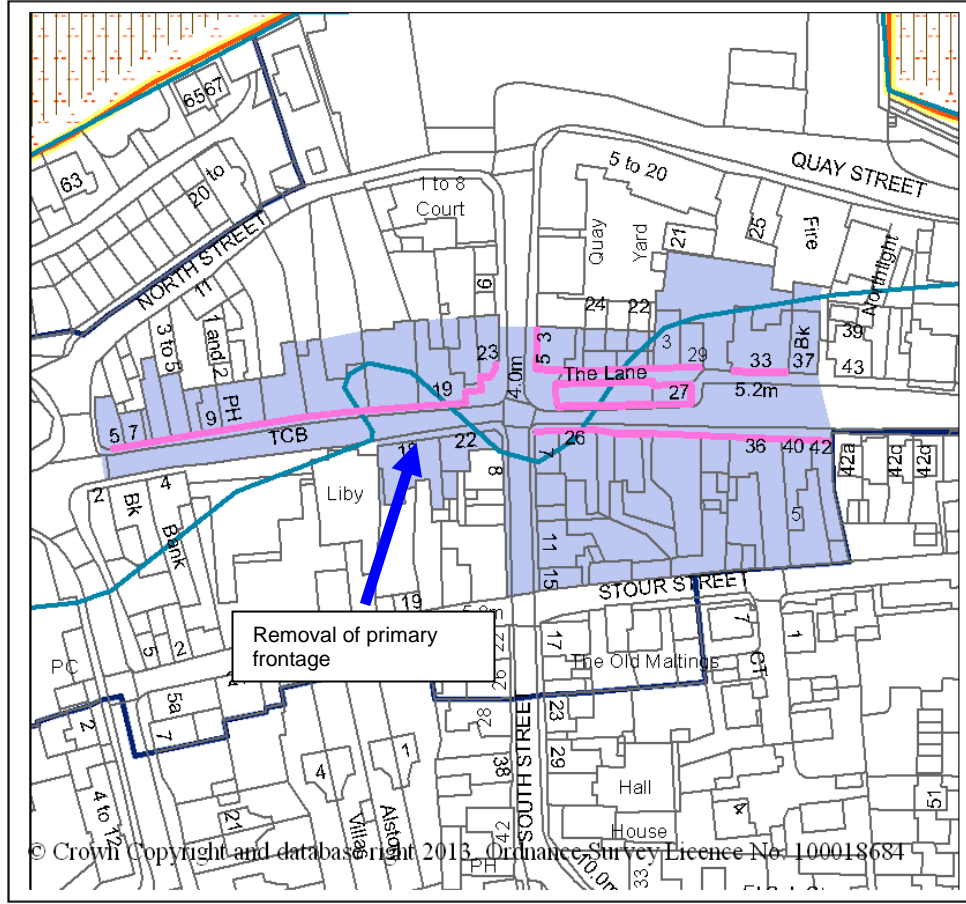 65
67
63
20 to
1 to 8
Court
5 to 20
QUAY STREET
NORTH STREET
11
3 to 5
1 and 2
Quay
Yard
21
25
Fire
Northlight
6
24
22
3
5
3
29
33
Bk
37
39
43
23
4.0m
The Lane
27
5.2m
5
7
9
PH
19
TCB
26
36
40
42
22
7
8
42a
42c
42d
2
Bk
4
Bank
Liby
11
15
5
STOUR STREET
19
Removal of primary
frontage
17
The Old Maltings
7
1
CT
PC
5
2
5a
7
2
22
26
28
23
29
38
4
1
Hall
House
4
51
4 to 12
21
Villas
Alston
42
SOUTH STREET
PH
33
10.0m
© Crown Copyright and database right 2013. Ordnance Survey Licence No. 100018684